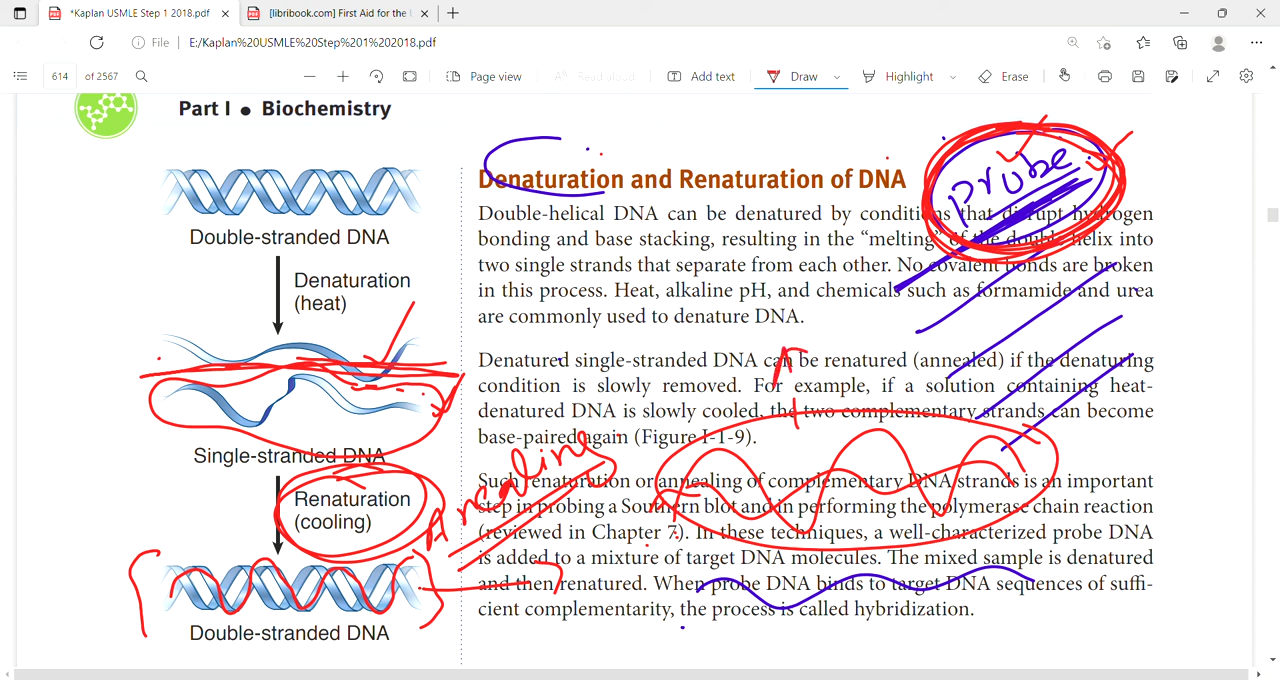 *Kaplan USMLE Step 1 2018.pdf
[libribook.com] First Aid for the
File E:/Kaplan%20USMLE%20Step%201%202018.pdf
614 of 2567 Page view Read aloud Add text Draw Highlight Erase
Part I • Biochemistry
Double-stranded DNA
Denaturation
(heat)
Single-stranded DNA
Renaturation
(cooling)
Double-stranded DNA
probe
Denaturation and Renaturation of DNA
Double-helical DNA can be denatured by conditions that disrupt hydrogen
bonding and base stacking, resulting in the “melting” of the double helix into
two single strands that separate from each other. No covalent bonds are broken
in this process. Heat, alkaline pH, and chemicals such as formamide and urea
are commonly used to denature DNA.
Denatured single-stranded DNA can be renatured (annealed) if the denaturing
condition is slowly removed. For example, if a solution containing heat-
denatured DNA is slowly cooled, the two complementary strands can become
base-paired again (Figure I-1-9).
Such renaturation or annealing of complementary DNA strands is an important
step in probing a Southern blot and in performing the polymerase chain reaction
(reviewed in Chapter 7). In these techniques, a well-characterized probe DNA
is added to a mixture of target DNA molecules. The mixed sample is denatured
and then renatured. When probe DNA binds to target DNA sequences of suffi-
cient complementarity, the process is called hybridization.